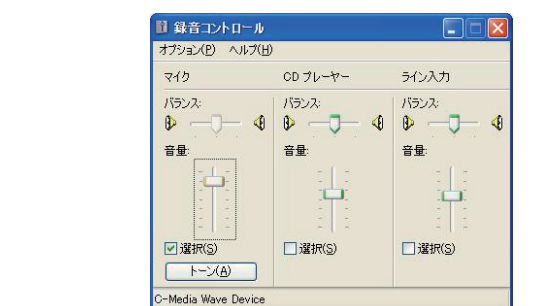 録音コントロール
オプション(P) ヘルプ(H)
マイク CD プレーヤー ライン入力
バランス: バランス: バランス:
音量: 音量: 音量:
選択(S) 選択(S) 選択(S)
トーン(A)
C-Media Wave Device